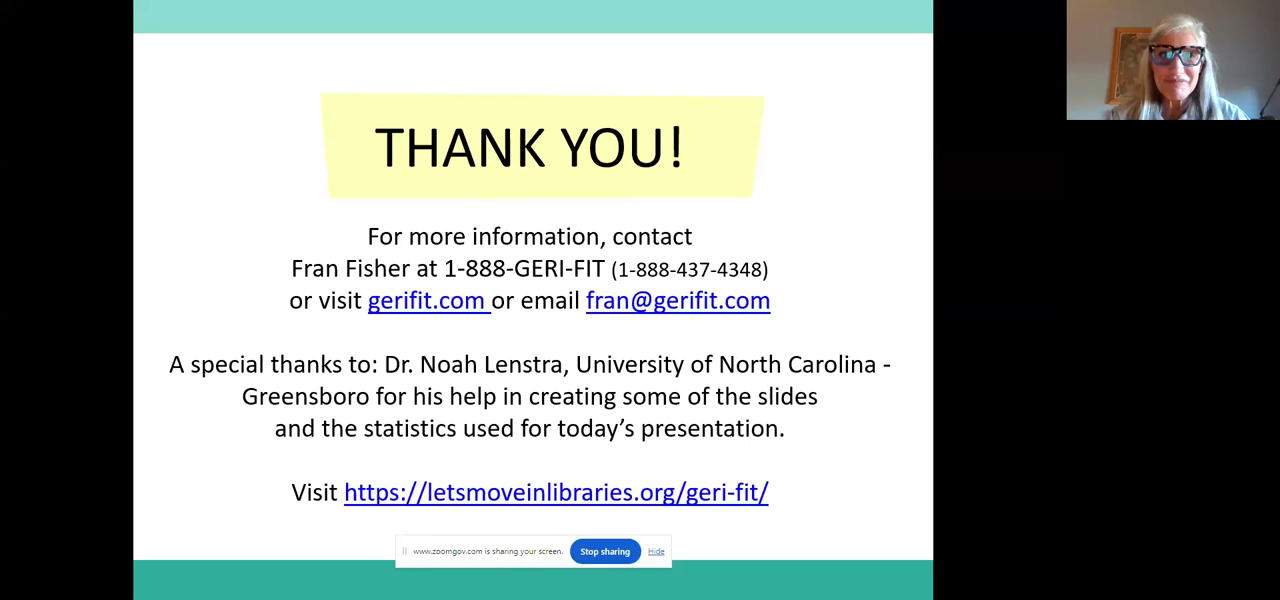 THANK YOU!
For more information, contact
Fran Fisher at 1-888-GERI-FIT (1-888-437-4348)
or visit gerifit.com or email fran@gerifit.com
A special thanks to: Dr. Noah Lenstra, University of North Carolina -
Greensboro for his help in creating some of the slides
and the statistics used for today’s presentation.
Visit https://letsmoveinlibraries.org/geri-fit/
www.zoomgov.com is sharing your screen. Stop sharing Hide